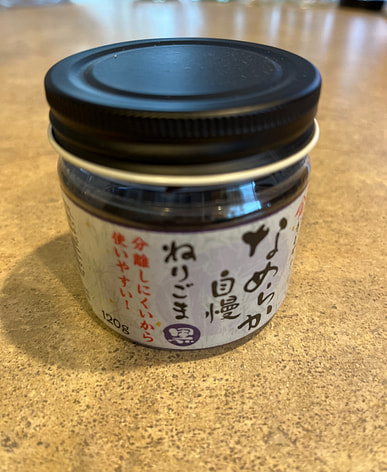 なめらか
自慢
ねりごま
黒
分離しにくいから
使いやすい！
120g